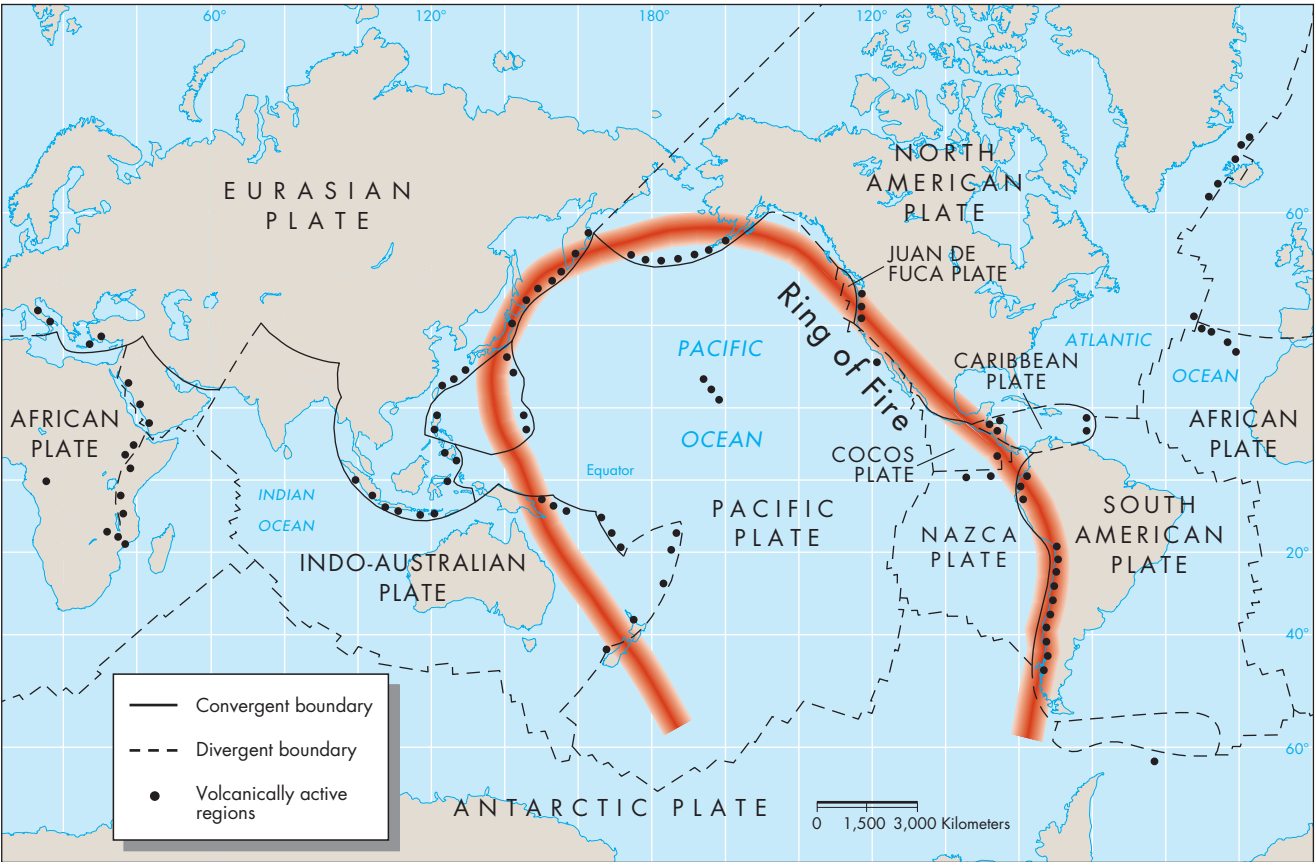 60°
120°
180°
120°
NORTH
AMERICAN
PLATE
EURASIAN
PLATE
60°
JUAN DE
FUCA PLATE
Ring of Fire
PACIFIC
ATLANTIC
CARIBBEAN
PLATE
OCEAN
AFRICAN
PLATE
AFRICAN
PLATE
OCEAN
COCOS
PLATE
Equator
INDIAN
OCEAN
PACIFIC
PLATE
SOUTH
AMERICAN
PLATE
NAZCA
PLATE
20°
INDO-AUSTRALIAN
PLATE
40°
Convergent boundary
Divergent boundary
Volcanically active
regions
60°
ANTARCTIC PLATE
0 1,500 3,000 Kilometers